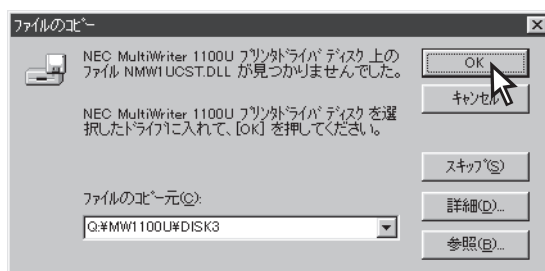 ファイルのコピー
NEC MultiWriter 1100U プリンタドライバ ディスク 上の
ファイル NMW1UCST.DLL が見つかりませんでした。
OK
キャンセル
NEC MultiWriter 1100U プリンタドライバ ディスク を選
択したドライブに入れて、[OK] を押してください。
スキップ(S)
ファイルのコピー元(C):
詳細(D)...
Q:¥MW1100U¥DISK3
参照(B)...